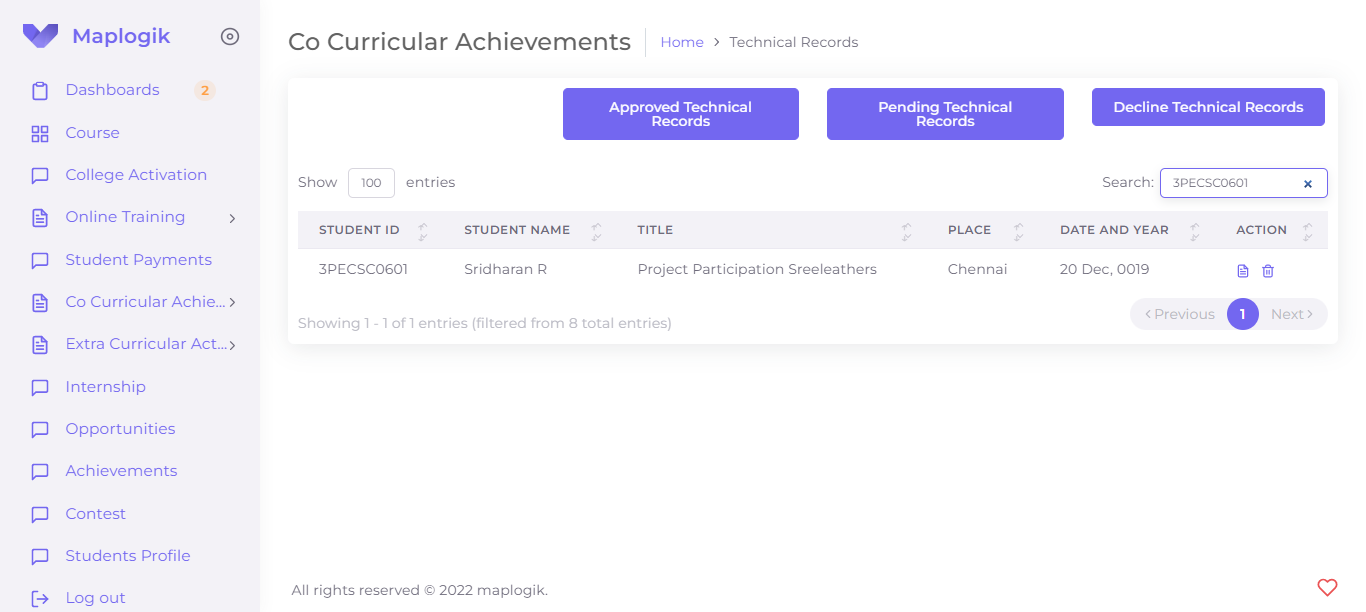 Maplogik
Dashboards 2
Course
College Activation
Online Training
Student Payments
Co Curricular Achie...
Extra Curricular Act...
Internship
Opportunities
Achievements
Contest
Students Profile
Log out
Co Curricular Achievements
Home > Technical Records
Approved Technical
Records
Pending Technical
Records
Decline Technical Records
Show 100 entries
Search: 3PECSC0601 ×
STUDENT ID STUDENT NAME TITLE PLACE DATE AND YEAR ACTION
3PECSC0601 Sridharan R Project Participation Sreeleathers Chennai 20 Dec, 0019
Showing 1 - 1 of 1 entries (filtered from 8 total entries)
‹ Previous 1 Next ›
All rights reserved © 2022 maplogik.